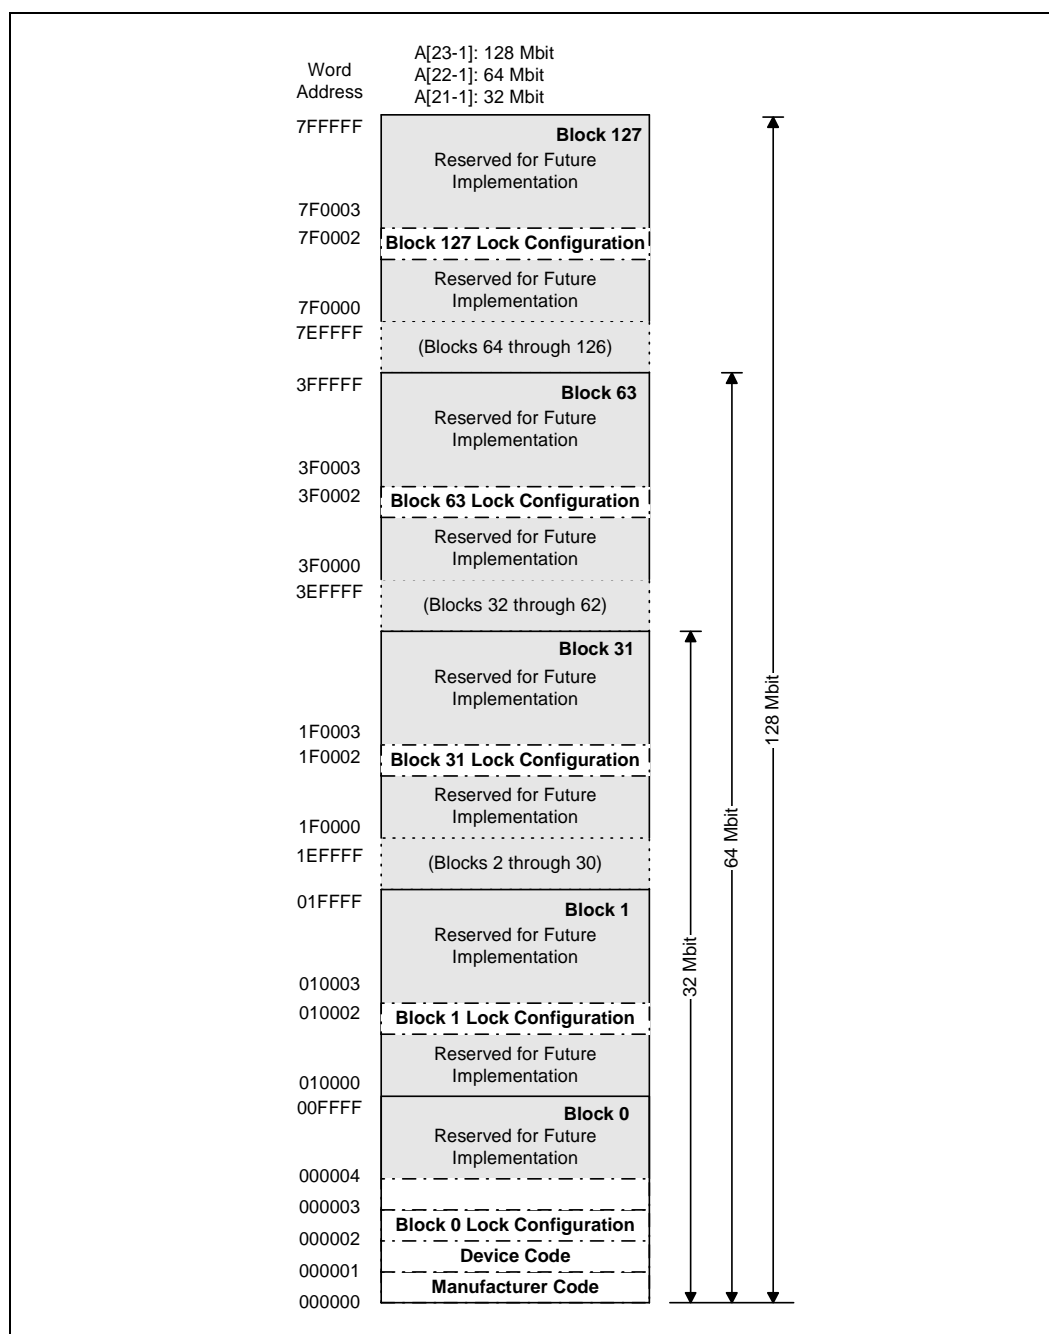 A[23-1]: 128 Mbit
A[22-1]: 64 Mbit
A[21-1]: 32 Mbit
Word
Address
7FFFFF
Block 127
Reserved for Future
Implementation
7F0003
7F0002
Block 127 Lock Configuration
Reserved for Future
Implementation
7F0000
7EFFFF
(Blocks 64 through 126)
3FFFFF
Block 63
Reserved for Future
Implementation
3F0003
3F0002
Block 63 Lock Configuration
Reserved for Future
Implementation
3F0000
3EFFFF
(Blocks 32 through 62)
Block 31
Reserved for Future
Implementation
1F0003
1F0002
Block 31 Lock Configuration
Reserved for Future
Implementation
1F0000
1EFFFF
(Blocks 2 through 30)
01FFFF
Block 1
Reserved for Future
Implementation
010003
010002
Block 1 Lock Configuration
Reserved for Future
Implementation
010000
00FFFF
Block 0
Reserved for Future
Implementation
000004
000003
Block 0 Lock Configuration
000002
Device Code
000001
Manufacturer Code
000000
32 Mbit
64 Mbit
128 Mbit